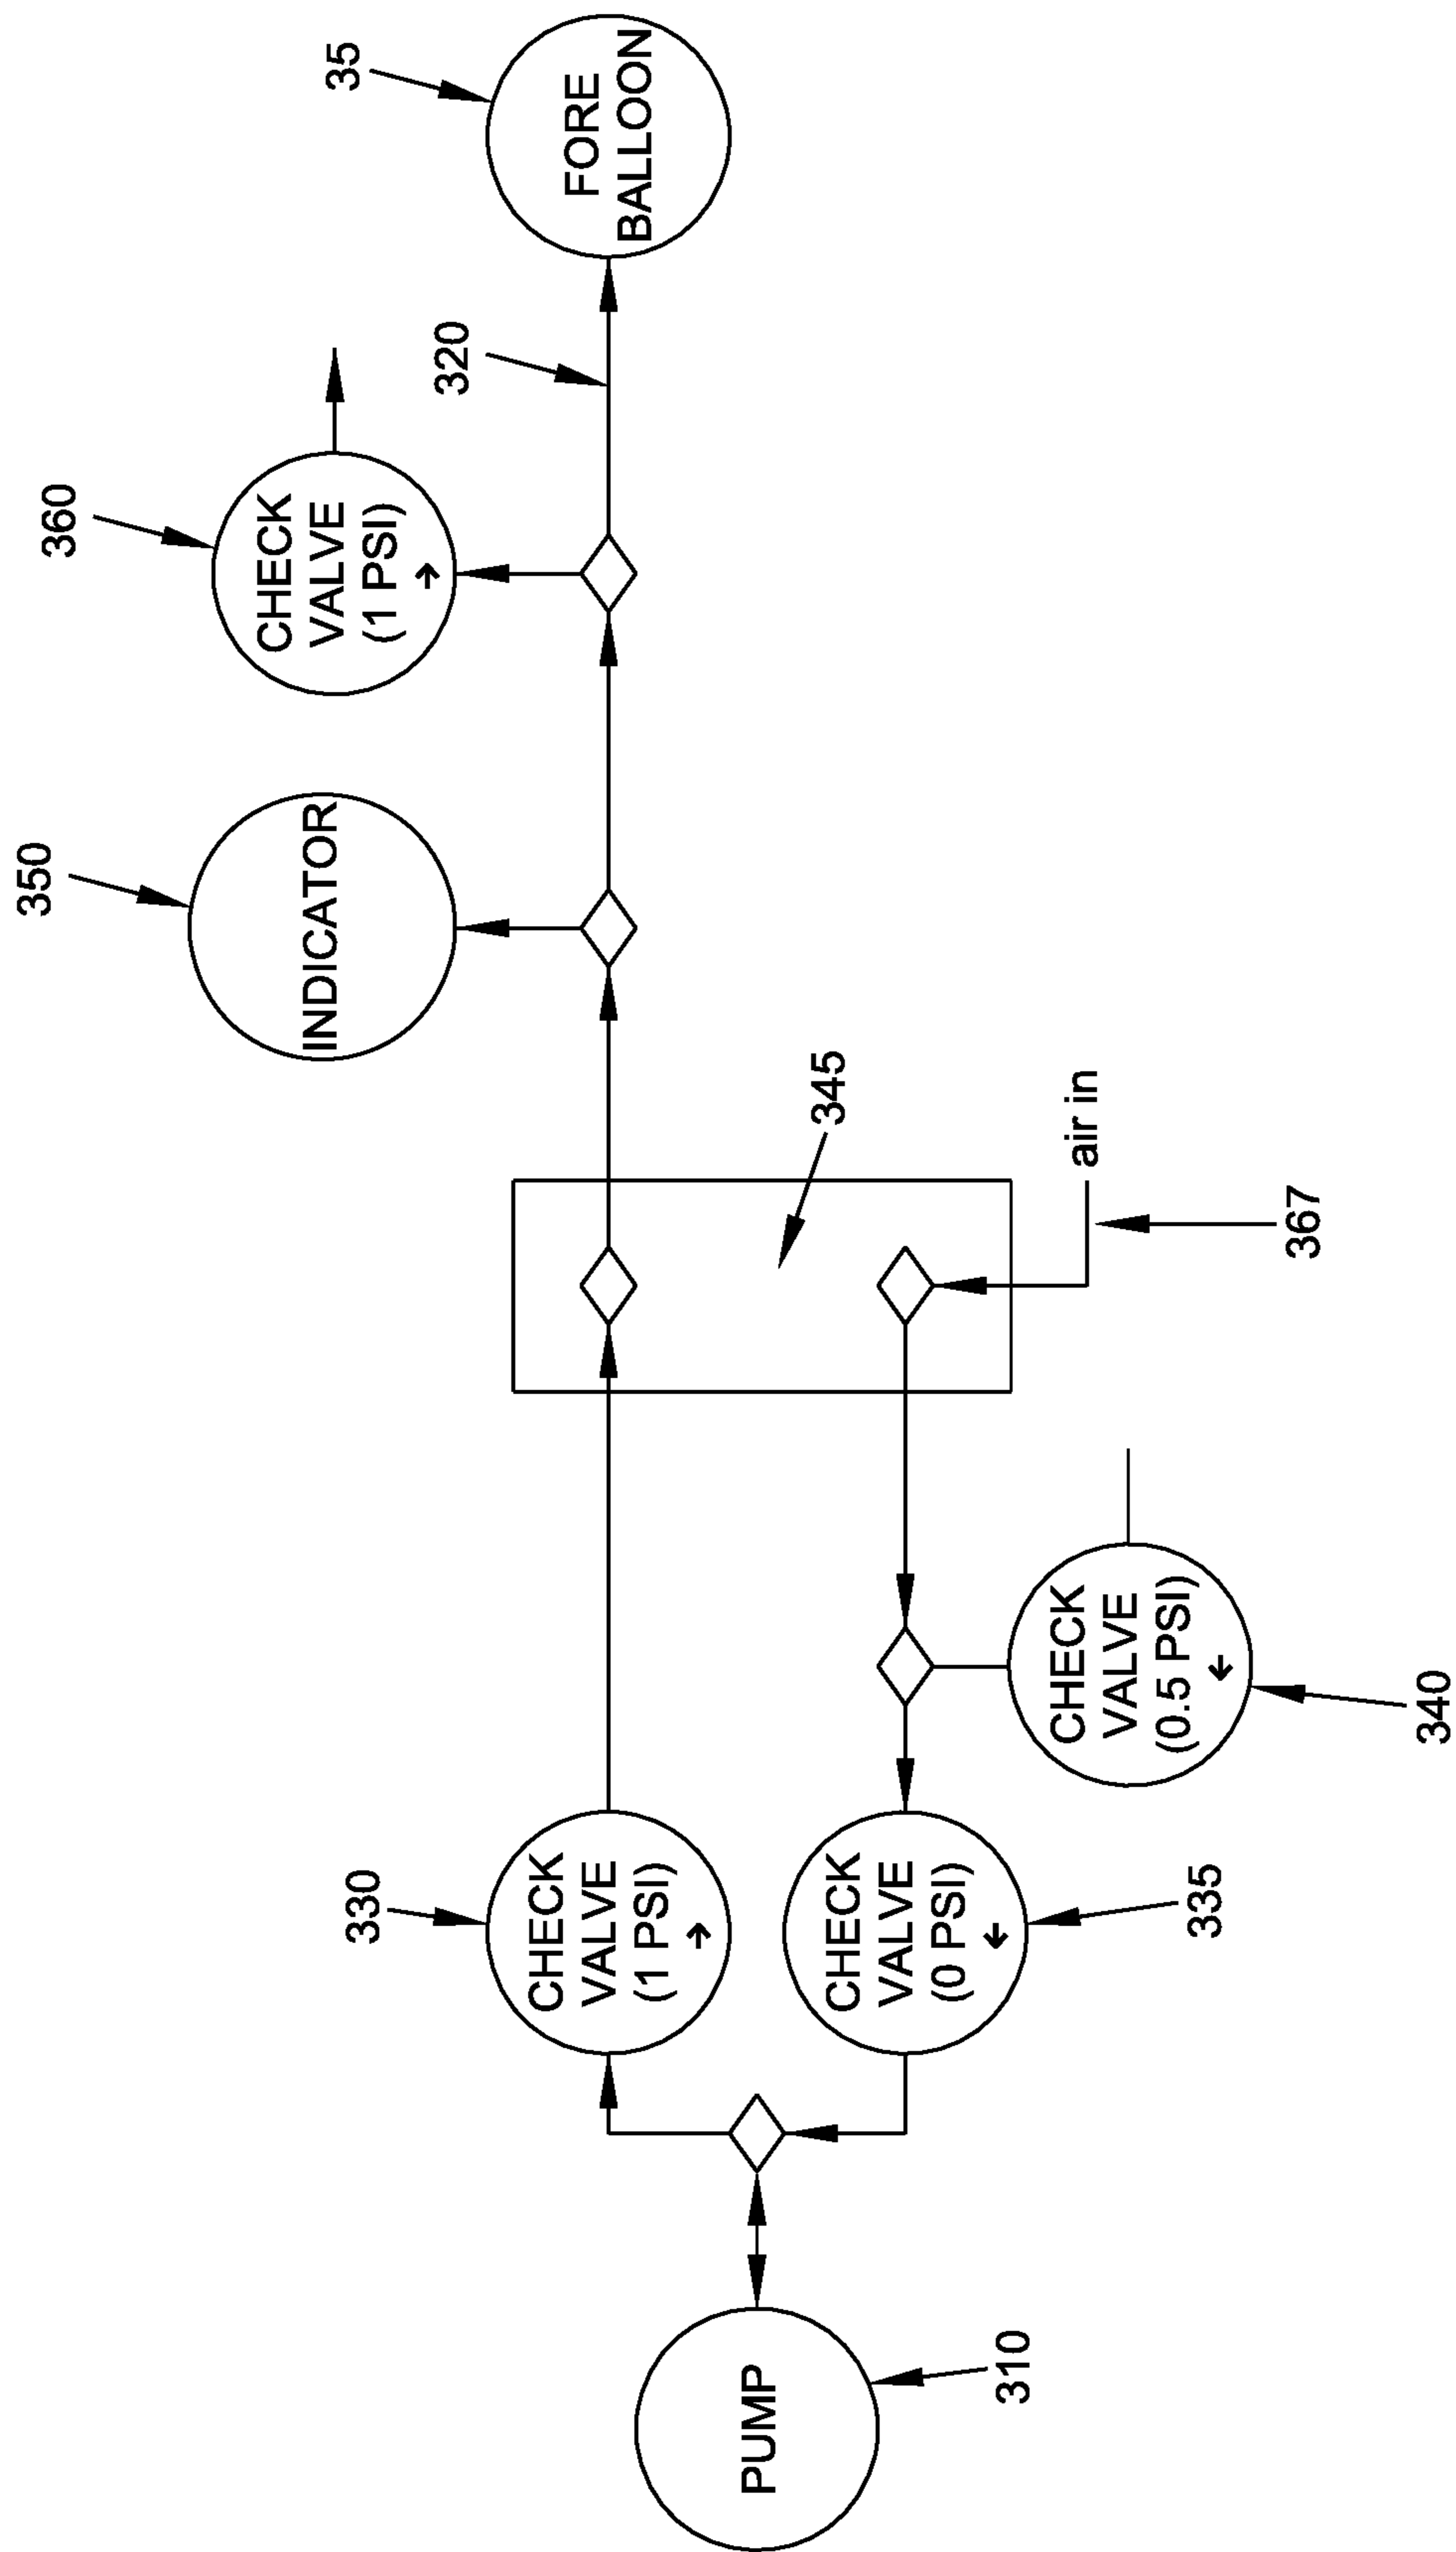 35
FORE
BALLOON
320
360
CHECK
VALVE
(1 PSI)
→
350
INDICATOR
345
air in
367
330
CHECK
VALVE
(1 PSI)
→
CHECK
VALVE
(0 PSI)
←
335
CHECK
VALVE
(0.5 PSI)
←
340
PUMP
310